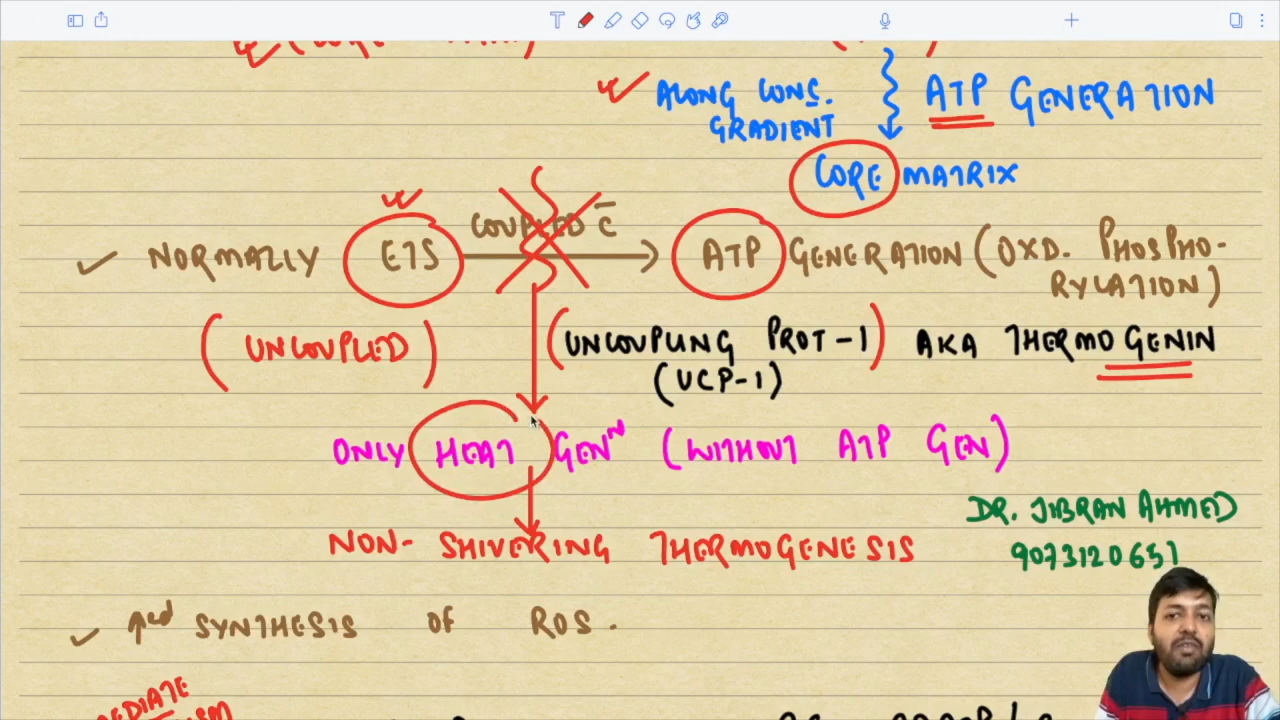 ALONG CONC. ATP GENERATION
GRADIENT
CORE MATRIX
COUPLED c̄
NORMALLY ETS ATP GENERATION (OXD. PHOSPHO-
RYLATION)
(UNCOUPLED) (UNCOUPLING PROT-1) AKA THERMOGENIN
(UCP-1)
ONLY HEAT GENⁿ (WITHOUT ATP GEN)
DR. JIBRAN AHMED
NON-SHIVERING THERMOGENESIS
9073120651
↑ed SYNTHESIS OF ROS.